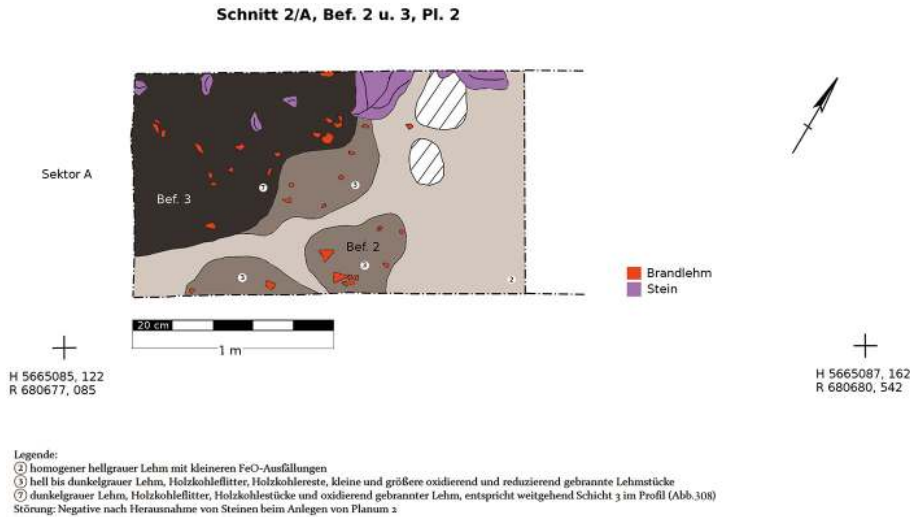 Schnitt 2/A, Bef. 2 u. 3, Pl. 2
Sektor A
Bef. 3
7
3
Bef. 2
3
3
2
Brandlehm
Stein
20 cm
1 m
H 5665085, 122
R 680677, 085
H 5665087, 162
R 680680, 542
Legende:
2 homogener hellgrauer Lehm mit kleineren FeO-Ausfällungen
3 hell bis dunkelgrauer Lehm, Holzkohleflitter, Holzkohlereste, kleine und größere oxidierend und reduzierend gebrannte Lehmstücke
7 dunkelgrauer Lehm, Holzkohleflitter, Holzkohlestücke und oxidierend gebrannter Lehm, entspricht weitgehend Schicht 3 im Profil (Abb.308)
Störung: Negative nach Herausnahme von Steinen beim Anlegen von Planum 2